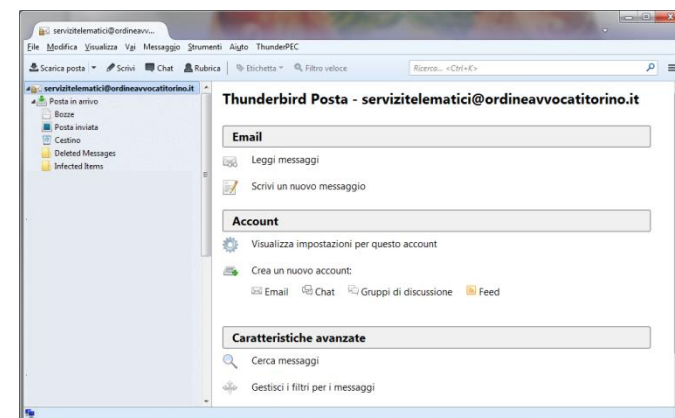 servizitelematici@ordineavv...
File Modifica Visualizza Vai Messaggio Strumenti Aiuto ThunderPEC
Scarica posta Scrivi Chat Rubrica Etichetta Filtro veloce Ricerca... <Ctrl+K>
servizitelematici@ordineavvocatitorino.it
Posta in arrivo
Bozze
Posta inviata
Cestino
Deleted Messages
Infected Items
Thunderbird Posta - servizitelematici@ordineavvocatitorino.it
Email
Leggi messaggi
Scrivi un nuovo messaggio
Account
Visualizza impostazioni per questo account
Crea un nuovo account:
Email Chat Gruppi di discussione Feed
Caratteristiche avanzate
Cerca messaggi
Gestisci i filtri per i messaggi